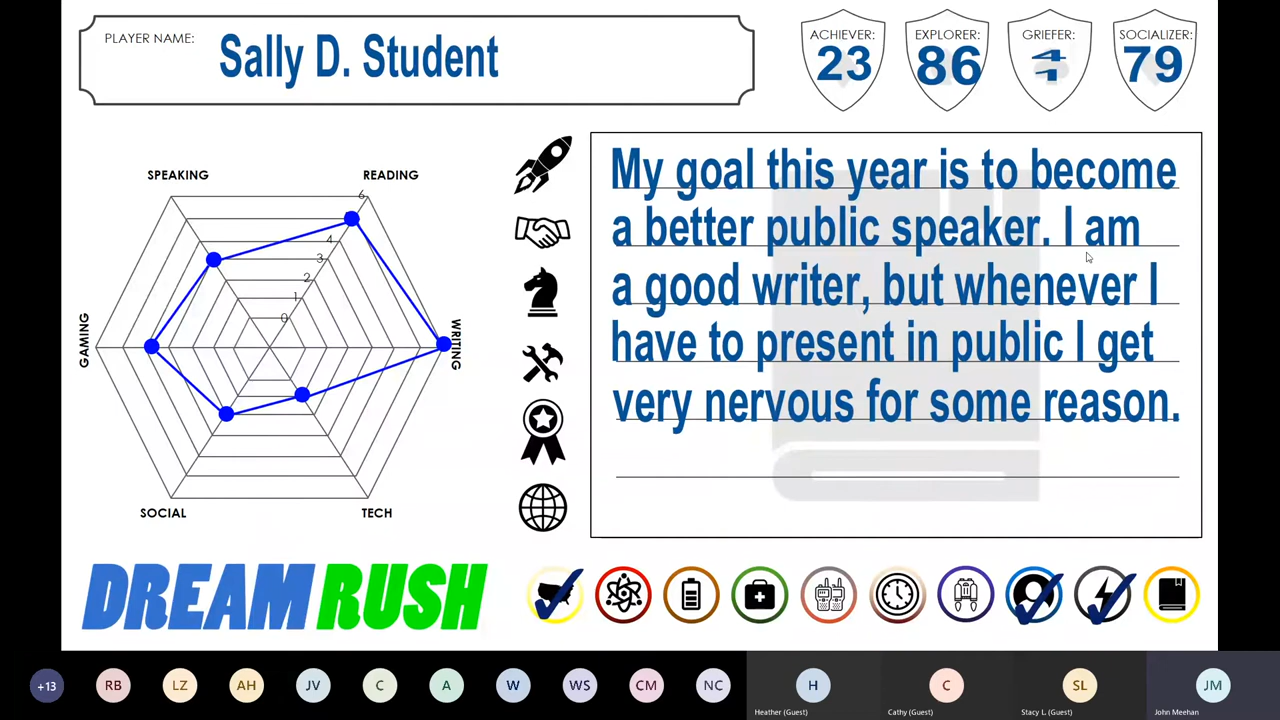 PLAYER NAME: Sally D. Student
ACHIEVER: EXPLORER: GRIEFER: SOCIALIZER:
23 86 79
SPEAKING READING
6
4
3
2
1
0
GAMING WRITING
SOCIAL TECH
My goal this year is to become
a better public speaker. I am
a good writer, but whenever I
have to present in public I get
very nervous for some reason.
DREAM RUSH
+13 RB LZ AH JV C A W WS CM NC H C SL JM
Heather (Guest) Cathy (Guest) Stacy L. (Guest) John Meehan